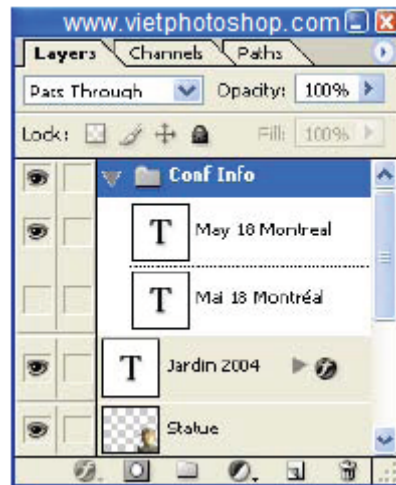 www.vietphotoshop.com
Layers Channels Paths
Pass Through Opacity: 100%
Lock: Fill: 100%
Conf Info
T May 18 Montreal
T Mai 18 Montréal
T Jardin 2004
Statue